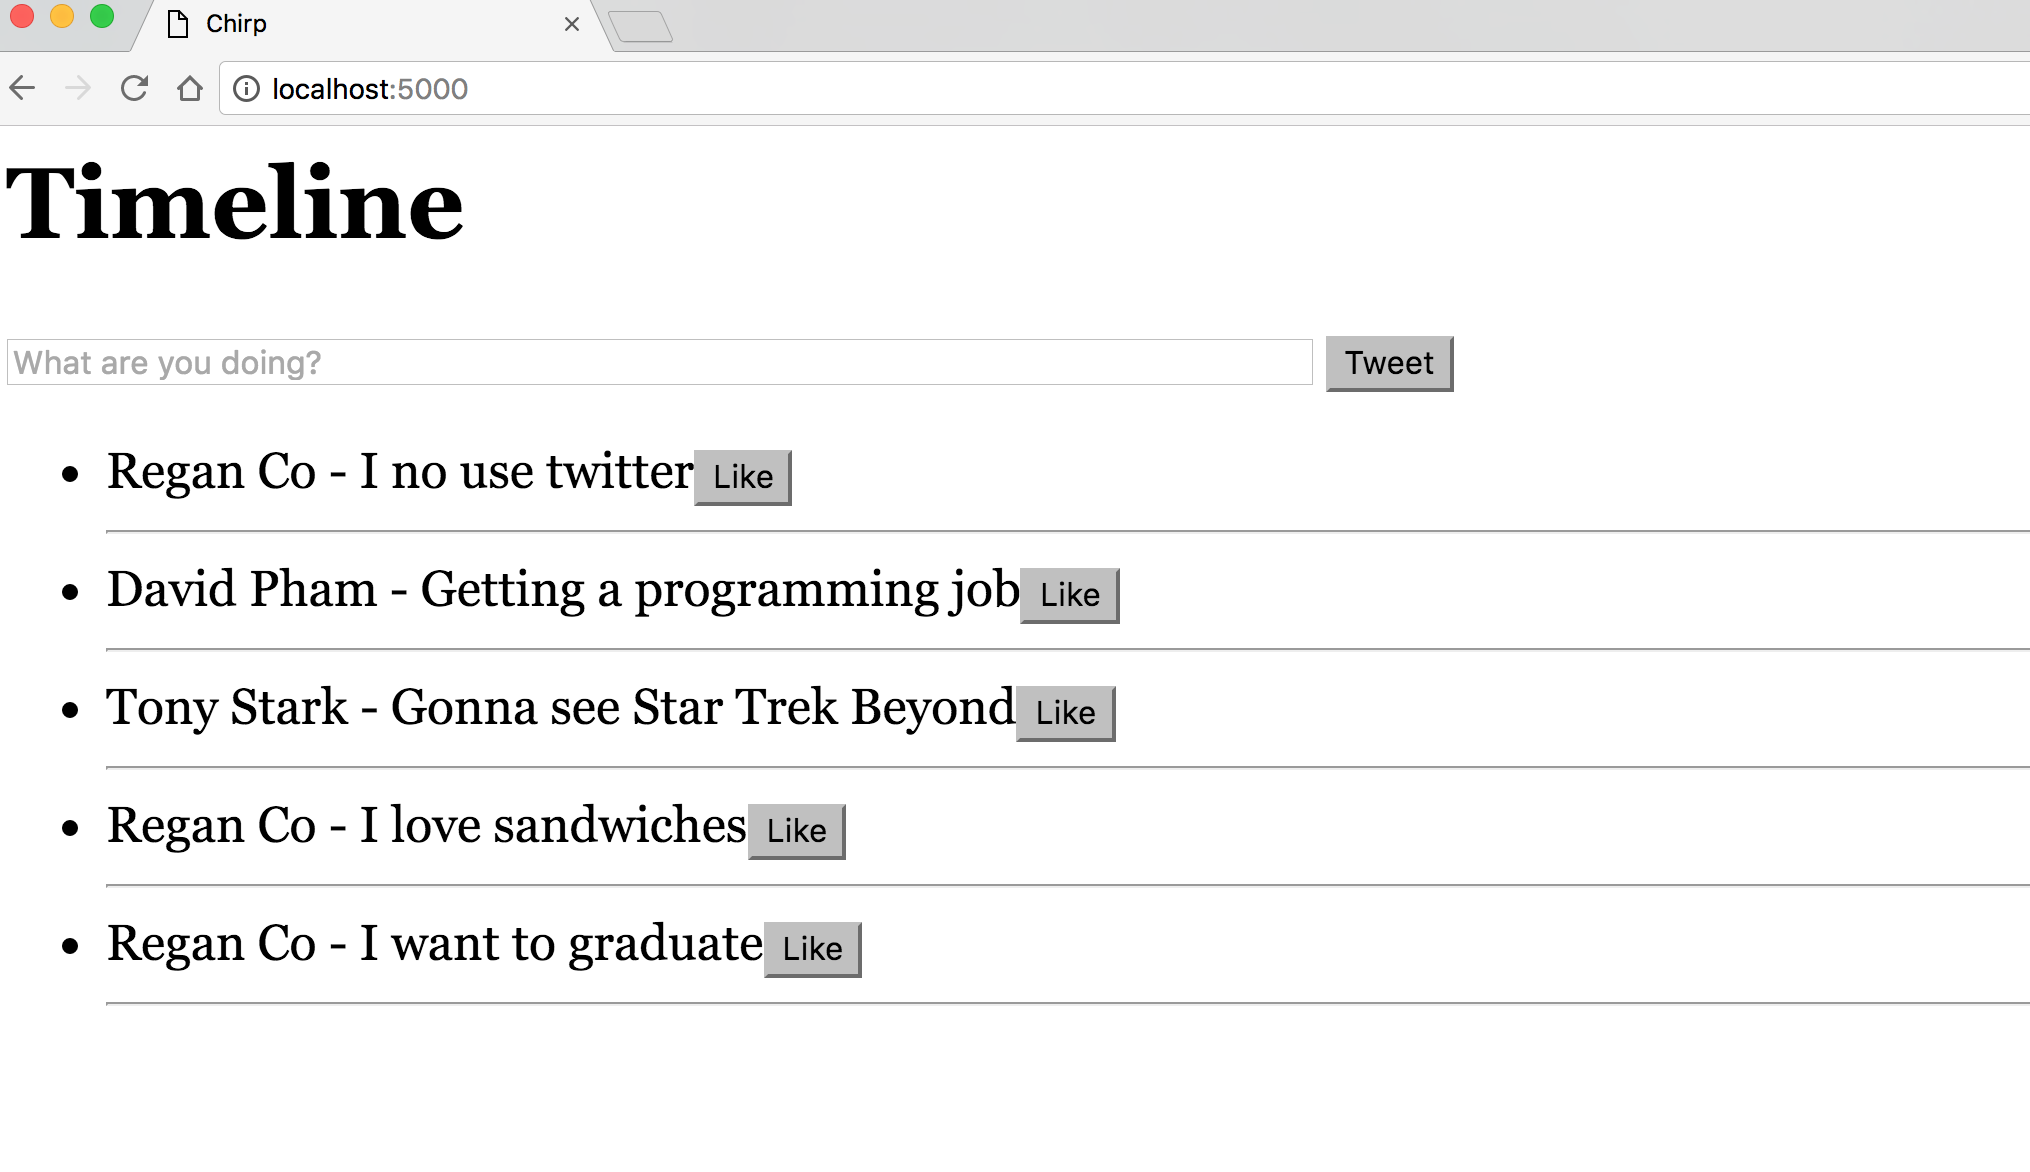 Chirp
localhost:5000
Timeline
What are you doing? Tweet
Regan Co - I no use twitter Like
David Pham - Getting a programming job Like
Tony Stark - Gonna see Star Trek Beyond Like
Regan Co - I love sandwiches Like
Regan Co - I want to graduate Like